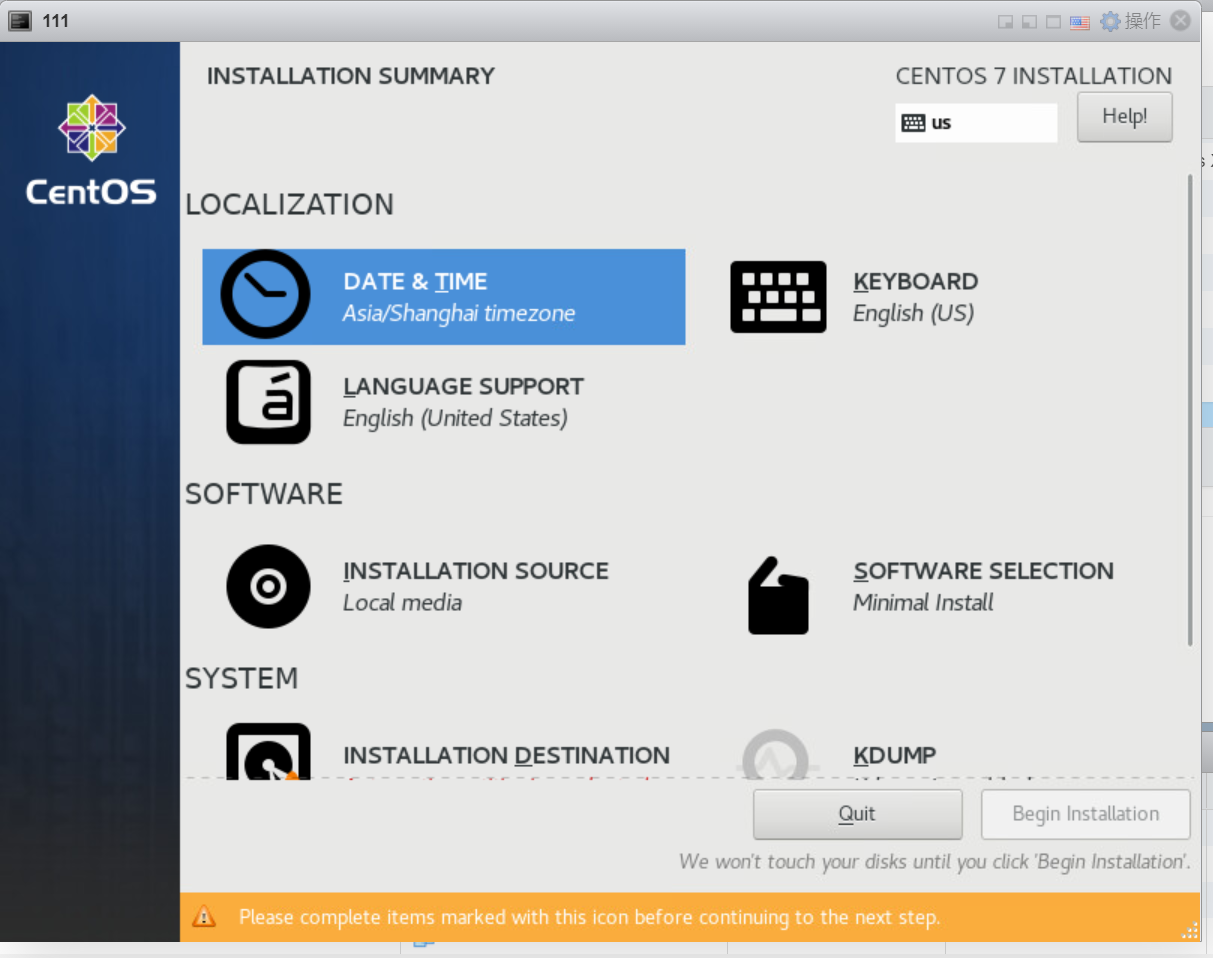 111
操作
INSTALLATION SUMMARY
CENTOS 7 INSTALLATION
us
Help!
CentOS
LOCALIZATION
DATE & TIME
Asia/Shanghai timezone
KEYBOARD
English (US)
á
LANGUAGE SUPPORT
English (United States)
SOFTWARE
INSTALLATION SOURCE
Local media
SOFTWARE SELECTION
Minimal Install
SYSTEM
INSTALLATION DESTINATION
KDUMP
Quit
Begin Installation
We won't touch your disks until you click 'Begin Installation'.
Please complete items marked with this icon before continuing to the next step.